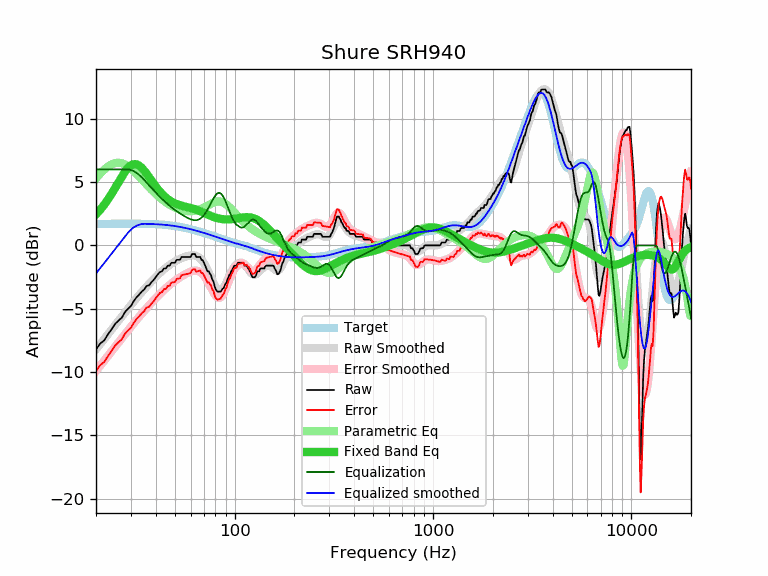 Shure SRH940
Amplitude (dBr)
10
5
0
−5
−10
−15
−20
Target
Raw Smoothed
Error Smoothed
Raw
Error
Parametric Eq
Fixed Band Eq
Equalization
Equalized smoothed
100
1000
10000
Frequency (Hz)